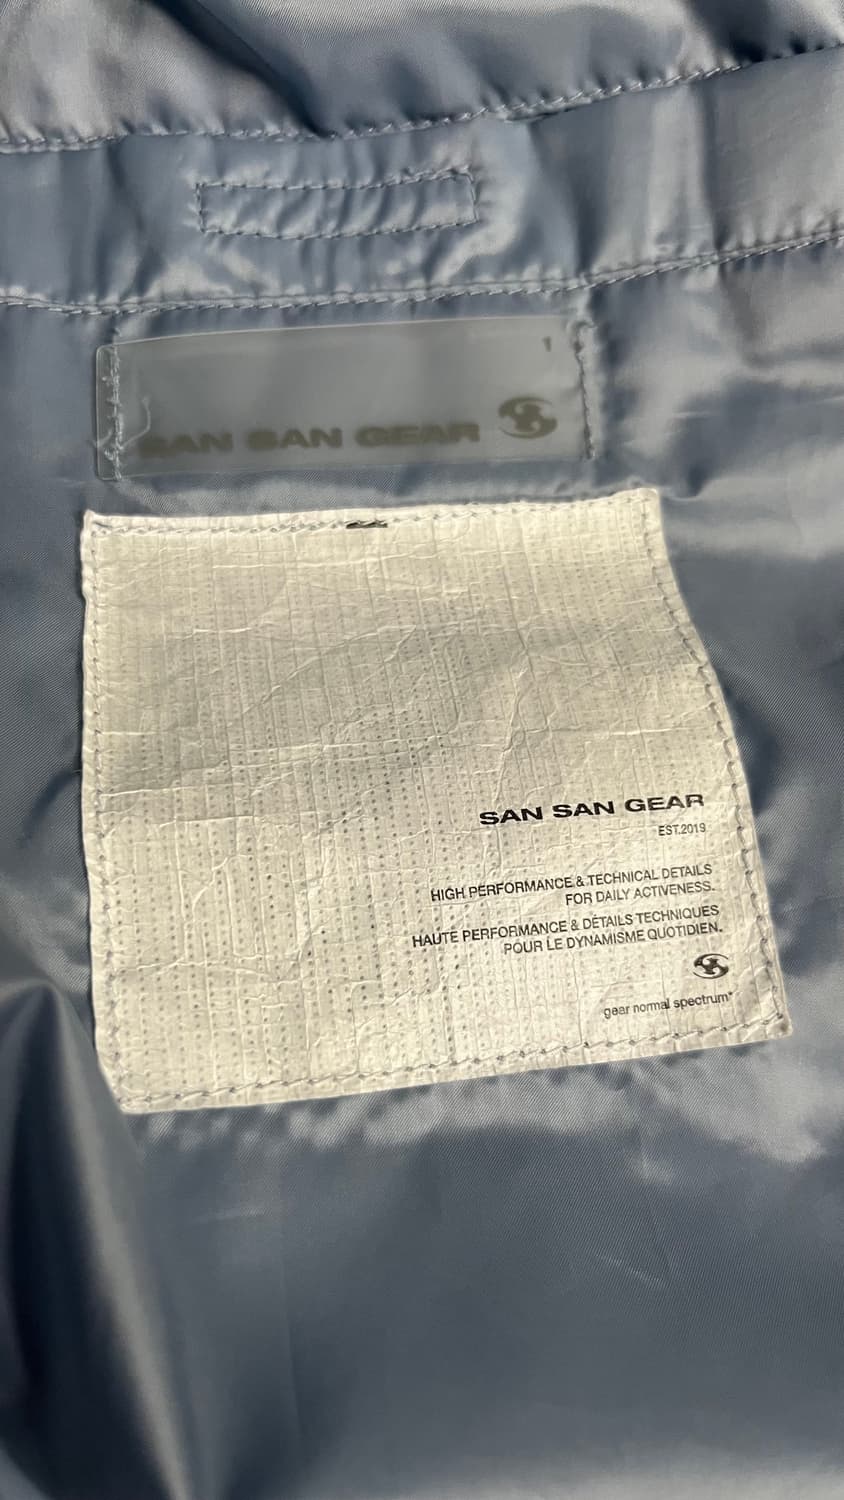 1
SAN SAN GEAR
SAN SAN GEAR
EST.2019
HIGH PERFORMANCE & TECHNICAL DETAILS
FOR DAILY ACTIVENESS.
HAUTE PERFORMANCE & DÉTAILS TECHNIQUES
POUR LE DYNAMISME QUOTIDIEN.
gear normal spectrum*